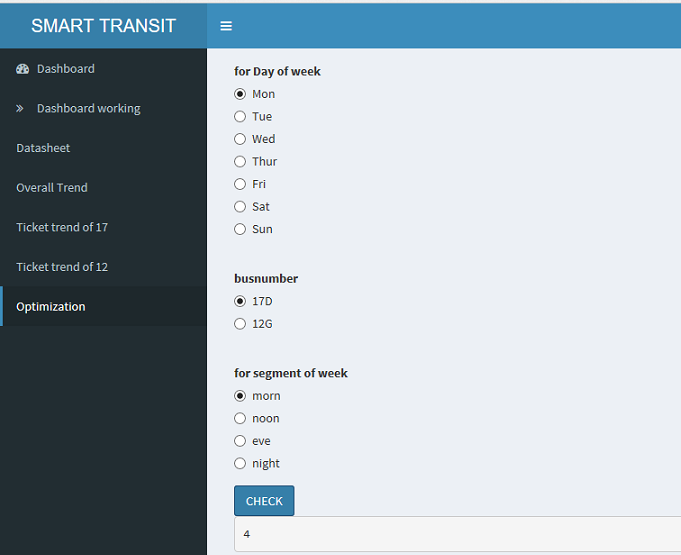 SMART TRANSIT
Dashboard
Dashboard working
Datasheet
Overall Trend
Ticket trend of 17
Ticket trend of 12
Optimization
for Day of week
Mon
Tue
Wed
Thur
Fri
Sat
Sun
busnumber
17D
12G
for segment of week
morn
noon
eve
night
CHECK
4